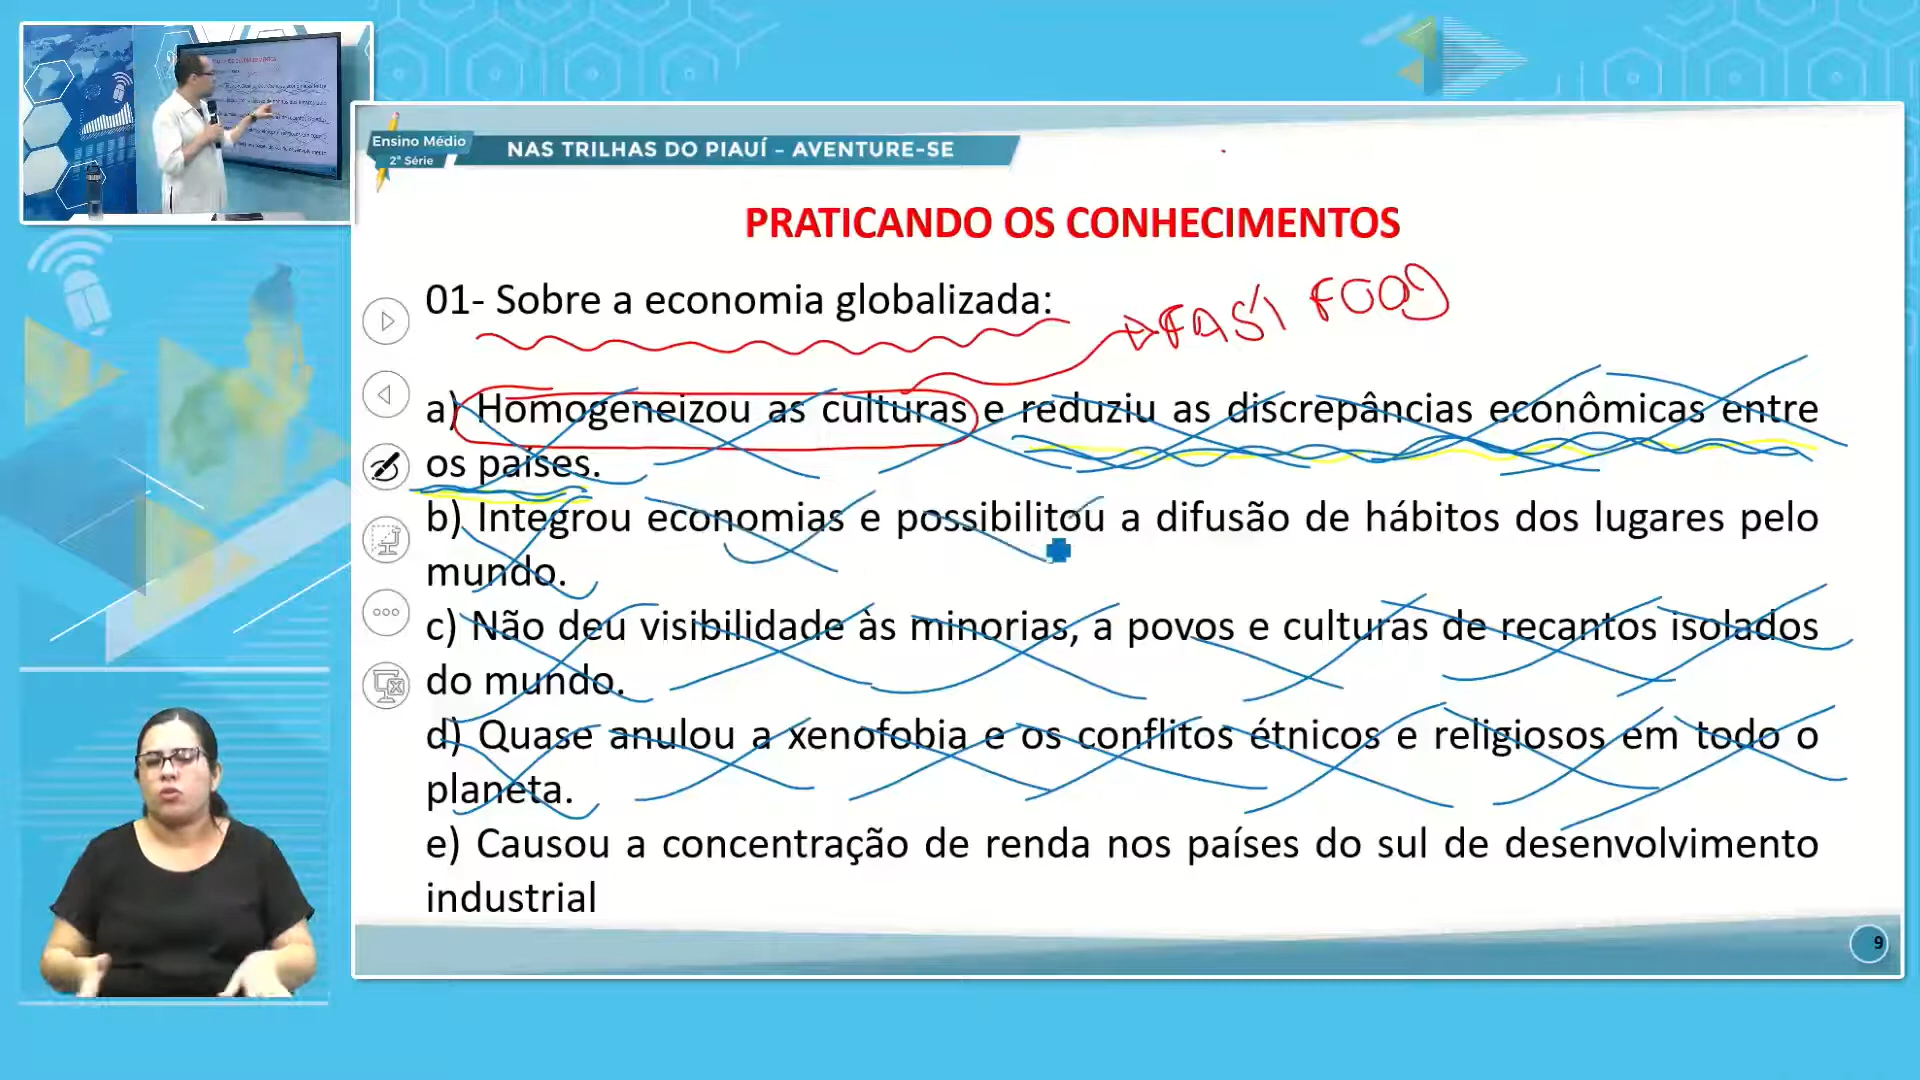 Ensino Médio
2ª Série
NAS TRILHAS DO PIAUÍ – AVENTURE-SE
PRATICANDO OS CONHECIMENTOS
01- Sobre a economia globalizada:
FAST FOOD
a) Homogeneizou as culturas e reduziu as discrepâncias econômicas entre
os países.
b) Integrou economias e possibilitou a difusão de hábitos dos lugares pelo
mundo.
c) Não deu visibilidade às minorias, a povos e culturas de recantos isolados
do mundo.
d) Quase anulou a xenofobia e os conflitos étnicos e religiosos em todo o
planeta.
e) Causou a concentração de renda nos países do sul de desenvolvimento
industrial
9